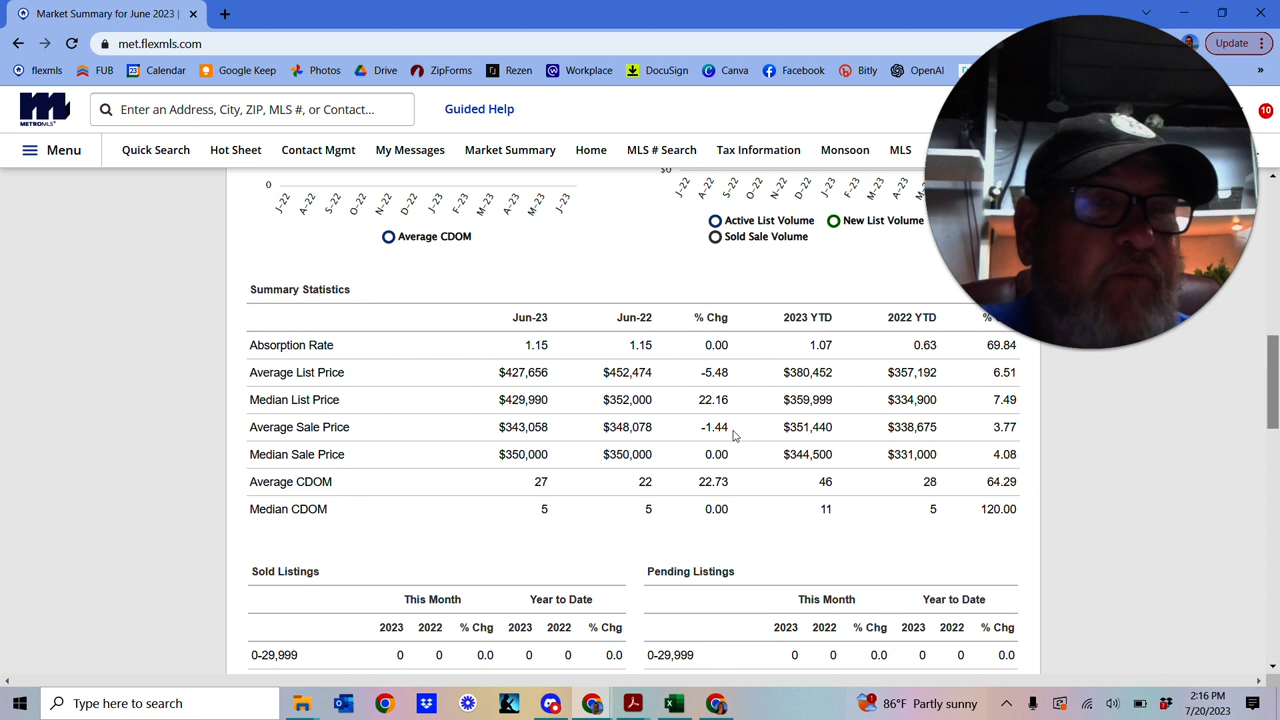 Market Summary for June 2023 |
met.flexmls.com
Update
flexmls FUB Calendar Google Keep Photos Drive ZipForms Rezen Workplace DocuSign Canva Facebook Bitly OpenAI »
METROMLS
Enter an Address, City, ZIP, MLS #, or Contact...
Guided Help
10
Menu Quick Search Hot Sheet Contact Mgmt My Messages Market Summary Home MLS # Search Tax Information Monsoon MLS
0 $0
J-22 A-22 S-22 O-22 N-22 D-22 J-23 F-23 M-23 A-23 M-23 J-23
J-22 A-22 S-22 O-22 N-22 D-22 J-23 F-23 M-23 A-23
Average CDOM
Active List Volume New List Volume
Sold Sale Volume
Summary Statistics
Jun-23 Jun-22 % Chg 2023 YTD 2022 YTD %
Absorption Rate 1.15 1.15 0.00 1.07 0.63 69.84
Average List Price $427,656 $452,474 -5.48 $380,452 $357,192 6.51
Median List Price $429,990 $352,000 22.16 $359,999 $334,900 7.49
Average Sale Price $343,058 $348,078 -1.44 $351,440 $338,675 3.77
Median Sale Price $350,000 $350,000 0.00 $344,500 $331,000 4.08
Average CDOM 27 22 22.73 46 28 64.29
Median CDOM 5 5 0.00 11 5 120.00
Sold Listings Pending Listings
This Month Year to Date This Month Year to Date
2023 2022 % Chg 2023 2022 % Chg 2023 2022 % Chg 2023 2022 % Chg
0-29,999 0 0 0.0 0 0 0.0 0-29,999 0 0 0.0 0 0 0.0
Type here to search
86°F Partly sunny
2:16 PM
7/20/2023